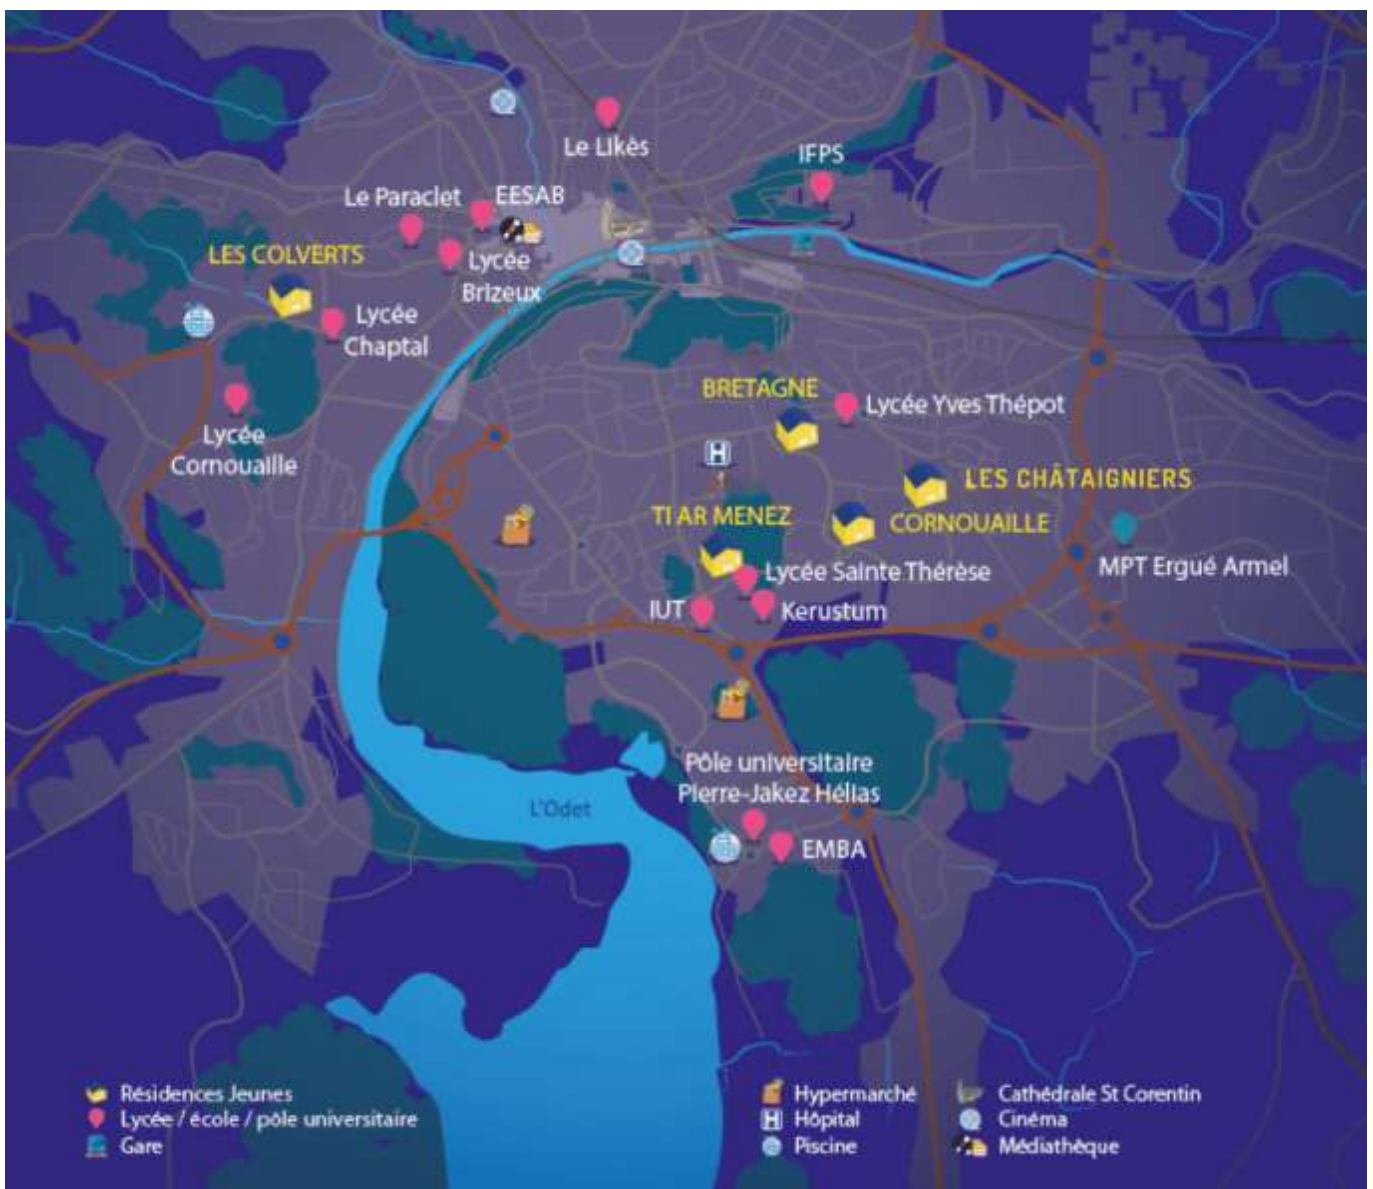 Le Likès
IFPS
Le Paraclet
EESAB
LES COLVERTS
Lycée
Brizeux
Lycée
Chaptal
BRETAGNE
Lycée Yves Thépot
Lycée
Cornouaille
H
LES CHÂTAIGNIERS
TI AR MENEZ
CORNOUAILLE
MPT Ergué Armel
Lycée Sainte Thérèse
IUT
Kerustum
Pôle universitaire
Pierre-Jakez Hélias
L'Odet
EMBA
Résidences Jeunes
Lycée / école / pôle universitaire
Gare
Hypermarché
H Hôpital
Piscine
Cathédrale St Corentin
Cinéma
Médiathèque